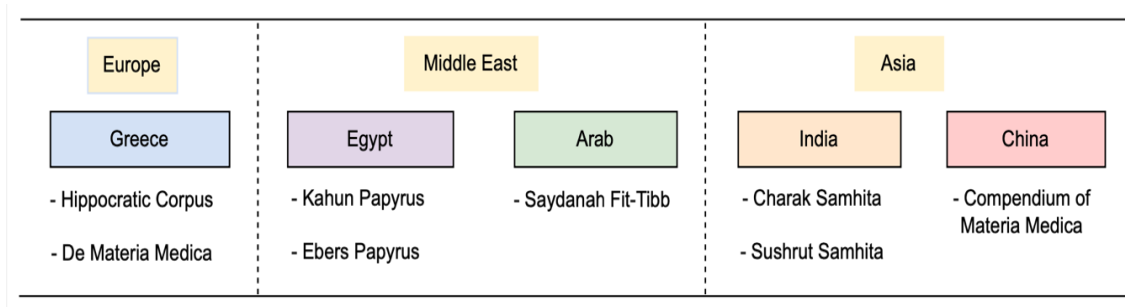 Europe
Middle East
Asia
Greece
Egypt
Arab
India
China
- Hippocratic Corpus
- De Materia Medica
- Kahun Papyrus
- Ebers Papyrus
- Saydanah Fit-Tibb
- Charak Samhita
- Sushrut Samhita
- Compendium of
Materia Medica